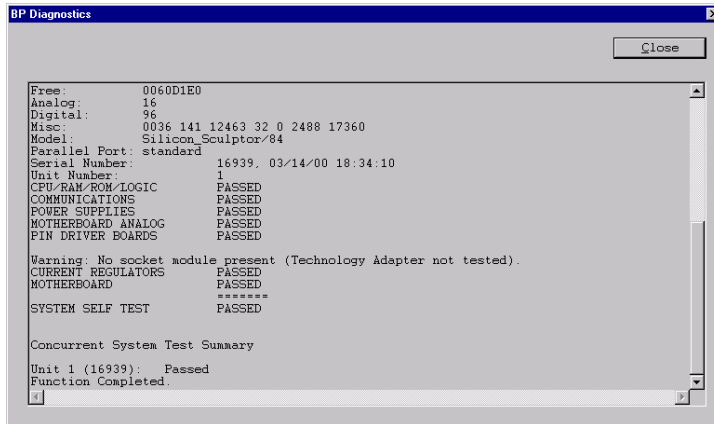 BP Diagnostics
Close
Free: 0060D1E0
Analog: 16
Digital: 96
Misc: 0036 141 12463 32 0 2488 17360
Model: Silicon_Sculptor/84
Parallel Port: standard
Serial Number: 16939, 03/14/00 18:34:10
Unit Number: 1
CPU/RAM/ROM/LOGIC PASSED
COMMUNICATIONS PASSED
POWER SUPPLIES PASSED
MOTHERBOARD ANALOG PASSED
PIN DRIVER BOARDS PASSED
Warning: No socket module present (Technology Adapter not tested).
CURRENT REGULATORS PASSED
MOTHERBOARD PASSED
=======
SYSTEM SELF TEST PASSED
Concurrent System Test Summary
Unit 1 (16939): Passed
Function Completed.